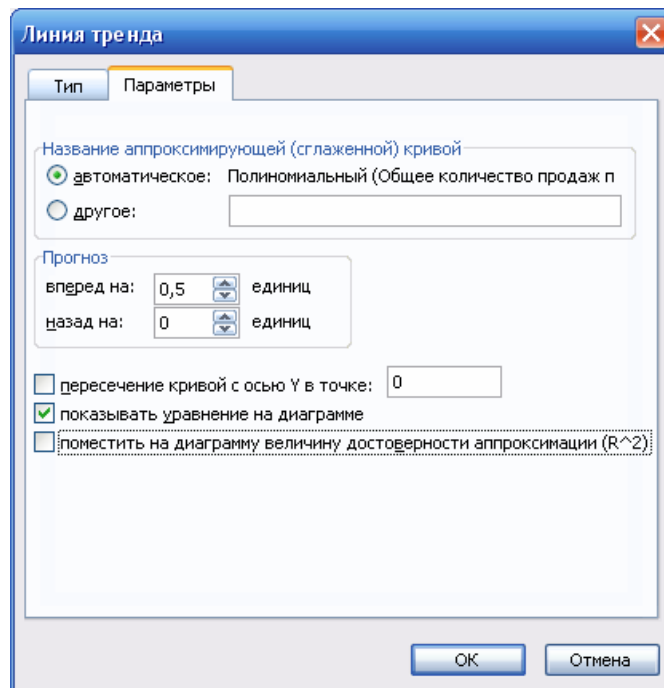 Линия тренда
Тип
Параметры
Название аппроксимирующей (сглаженной) кривой
автоматическое: Полиномиальный (Общее количество продаж п
другое:
Прогноз
вперед на: 0,5 единиц
назад на: 0 единиц
пересечение кривой с осью Y в точке: 0
показывать уравнение на диаграмме
поместить на диаграмму величину достоверности аппроксимации (R^2)
ОК
Отмена